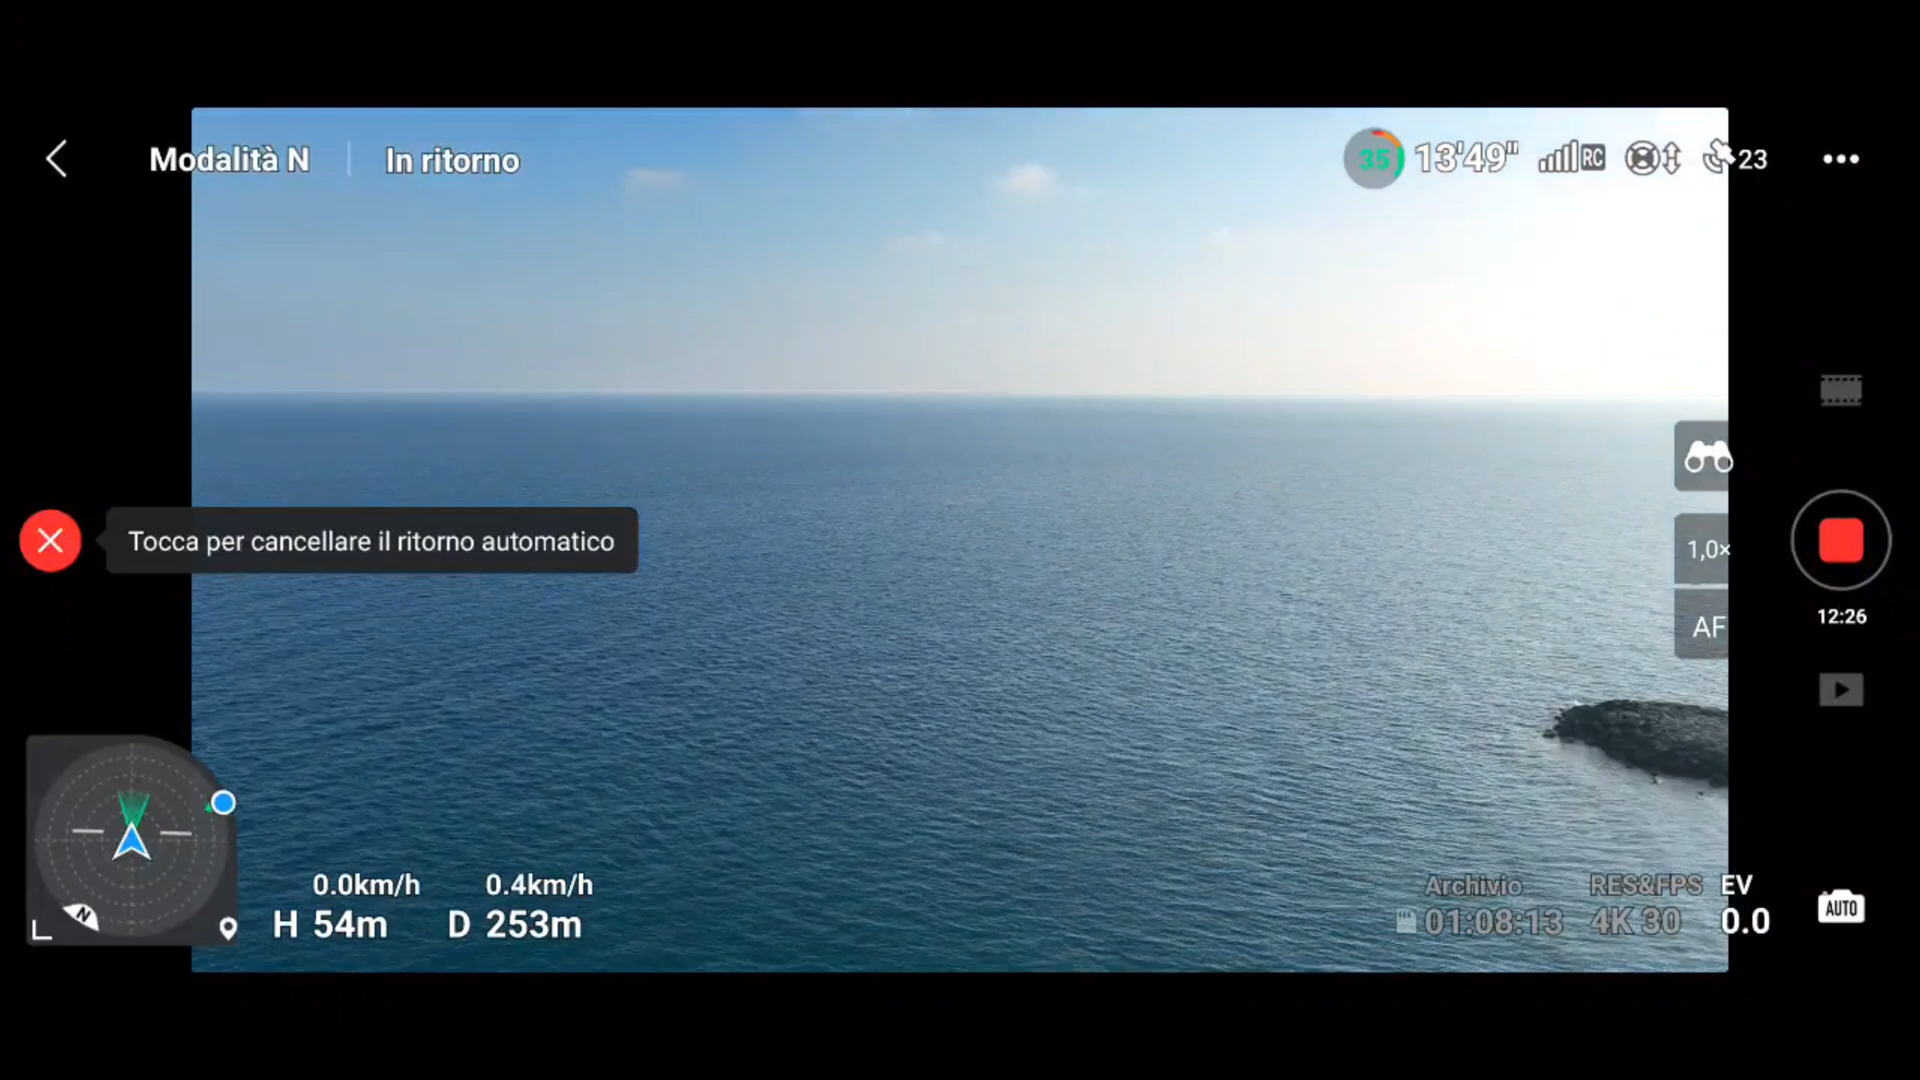 Modalità N
In ritorno
35
13'49"
RC
23
1,0×
Tocca per cancellare il ritorno automatico
AF
12:26
N
0.0km/h
0.4km/h
H 54m
D 253m
Archivio
01:08:13
RES&FPS
4K 30
EV
0.0
AUTO